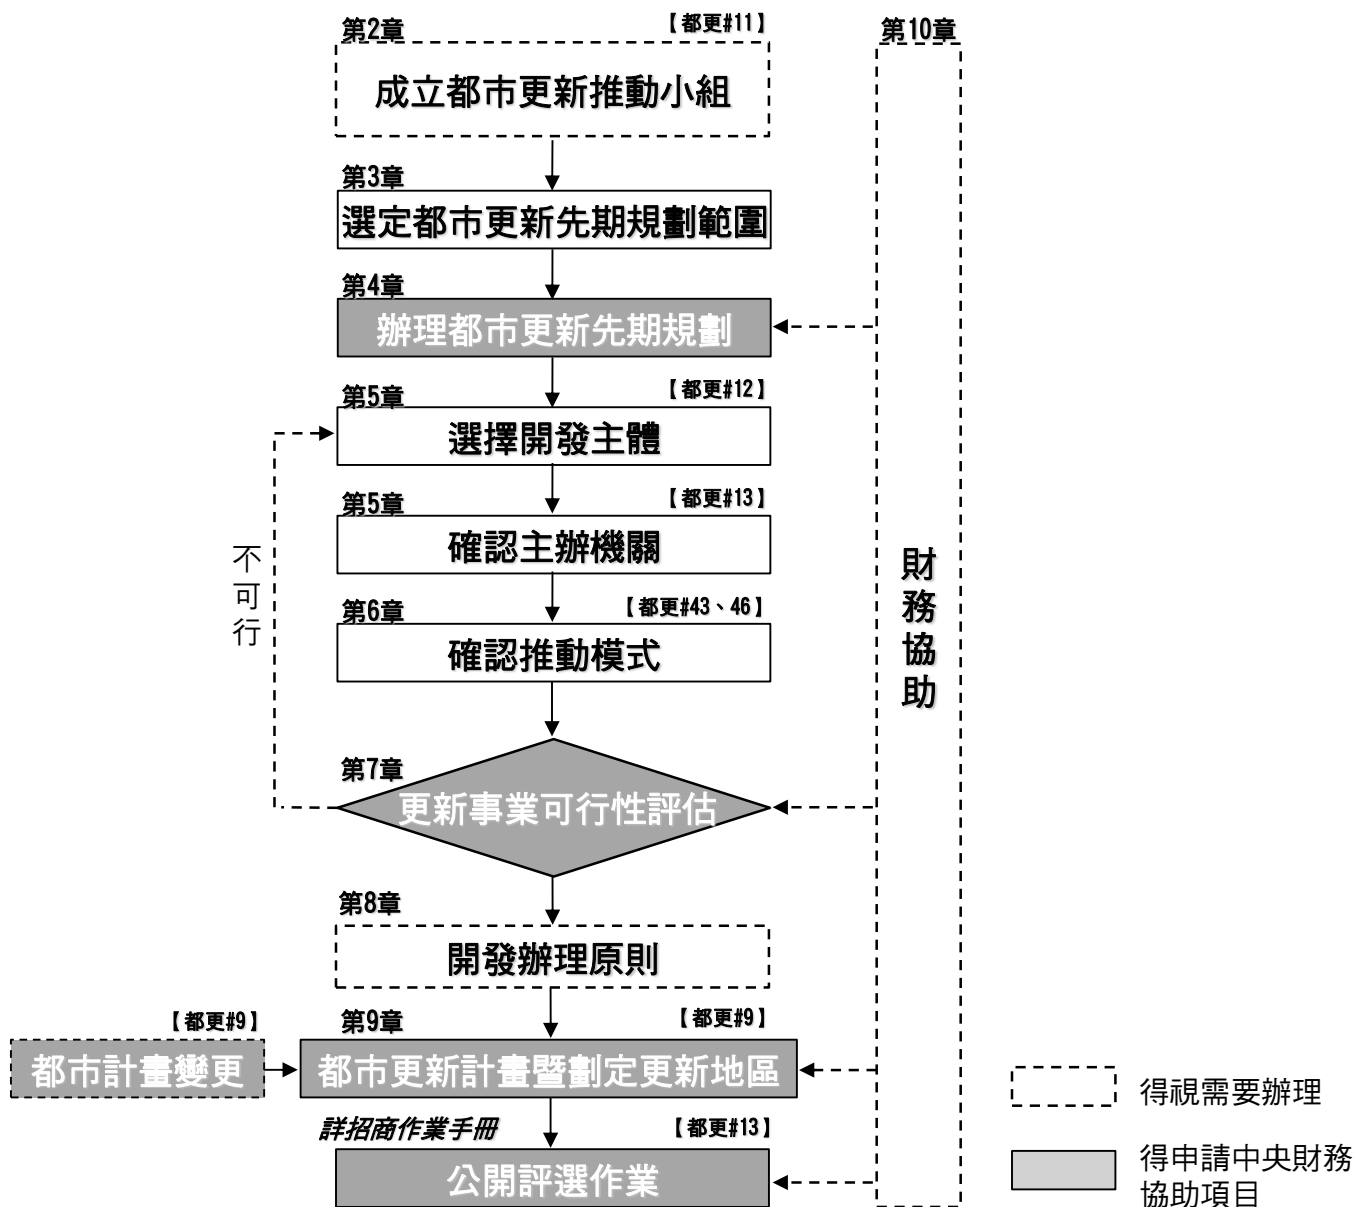 第2章
【都更#11】
第10章
成立都市更新推動小組
第3章
選定都市更新先期規劃範圍
第4章
辦理都市更新先期規劃
第5章
【都更#12】
選擇開發主體
第5章
【都更#13】
確認主辦機關
不可行
財務協助
第6章
【都更#43、46】
確認推動模式
第7章
更新事業可行性評估
第8章
開發辦理原則
【都更#9】
第9章
【都更#9】
都市計畫變更
都市更新計畫暨劃定更新地區
得視需要辦理
詳招商作業手冊
【都更#13】
公開評選作業
得申請中央財務
協助項目